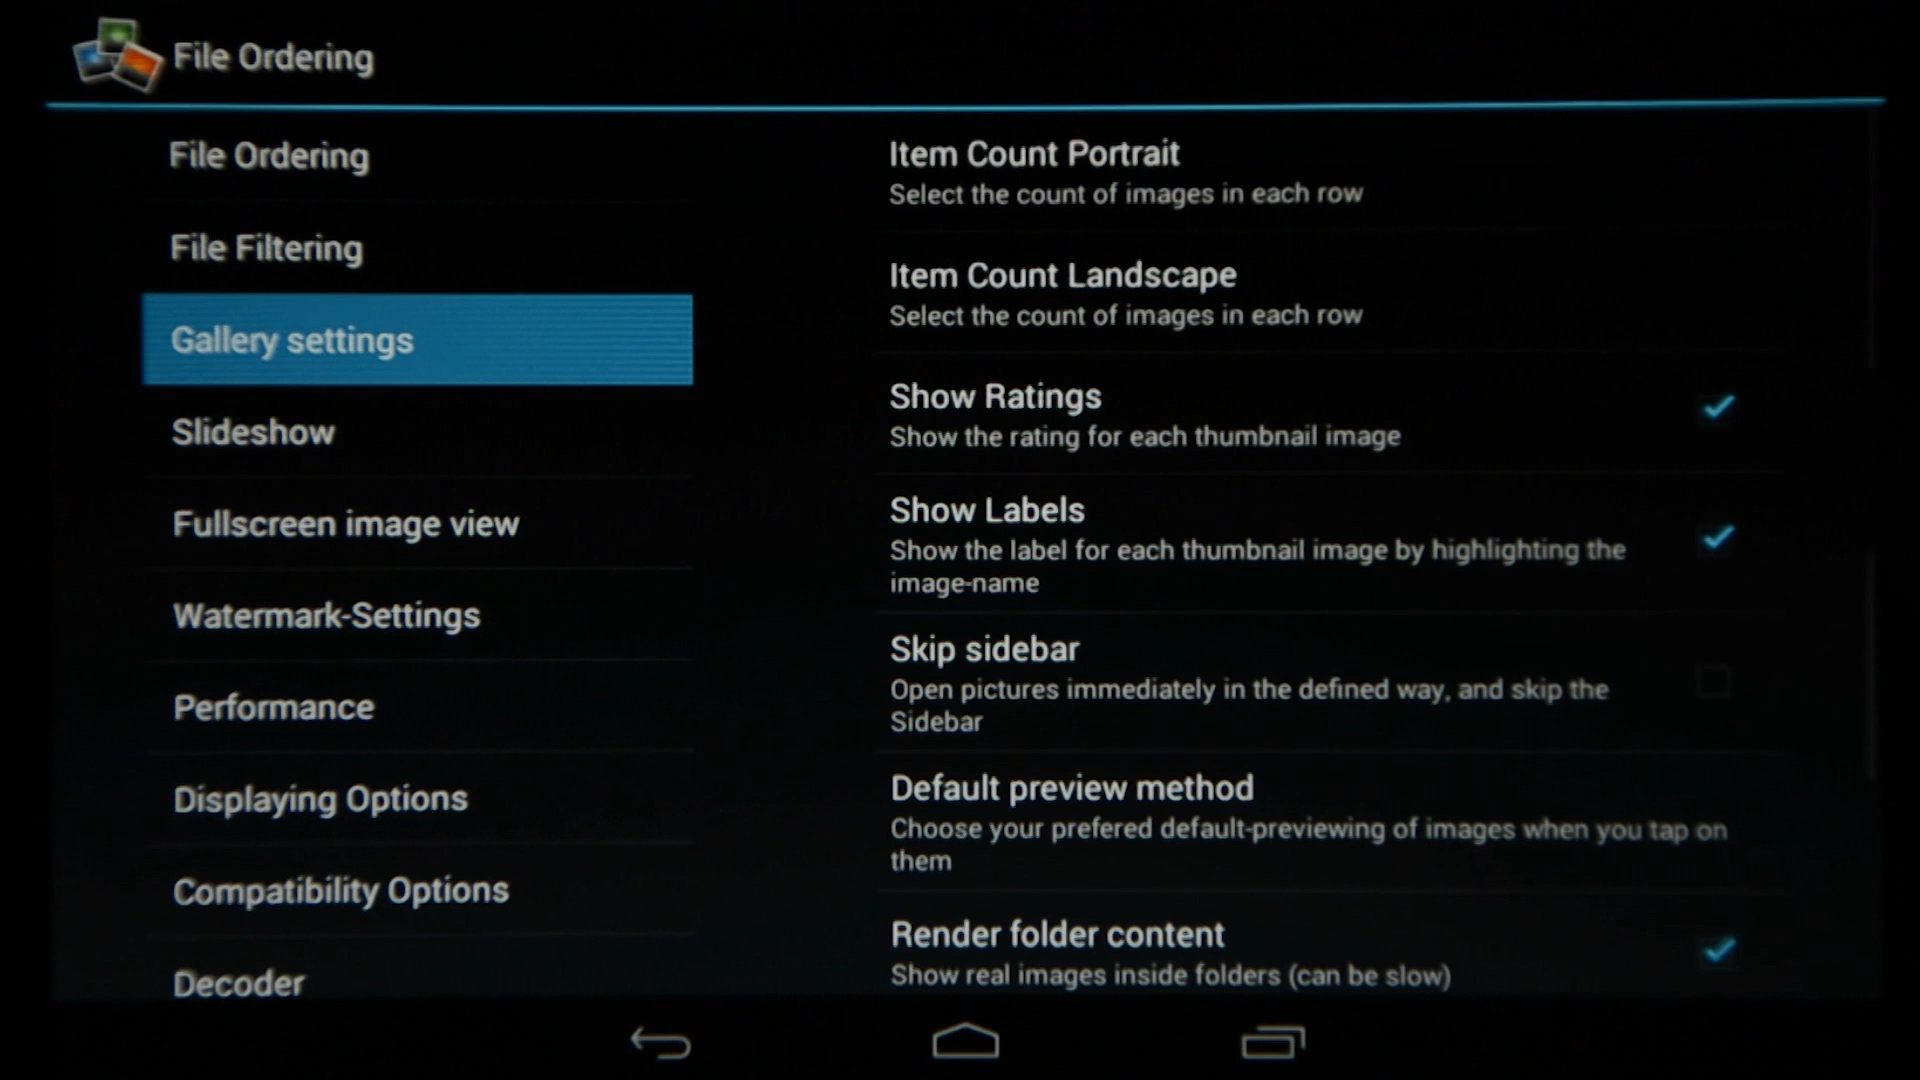 File Ordering
File Ordering
File Filtering
Gallery settings
Slideshow
Fullscreen image view
Watermark-Settings
Performance
Displaying Options
Compatibility Options
Decoder
Item Count Portrait
Select the count of images in each row
Item Count Landscape
Select the count of images in each row
Show Ratings
Show the rating for each thumbnail image
Show Labels
Show the label for each thumbnail image by highlighting the
image-name
Skip sidebar
Open pictures immediately in the defined way, and skip the
Sidebar
Default preview method
Choose your prefered default-previewing of images when you tap on
them
Render folder content
Show real images inside folders (can be slow)